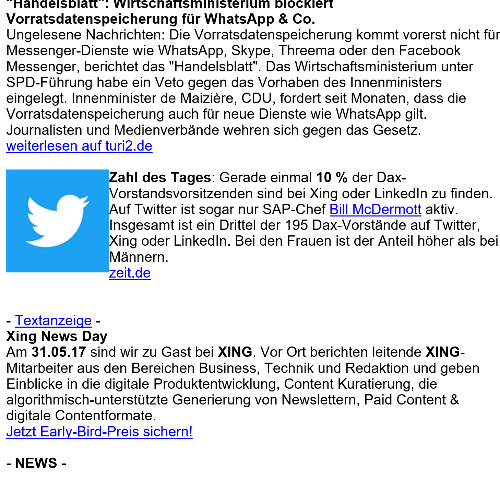 "Handelsblatt": Wirtschaftsministerium blockiert
Vorratsdatenspeicherung für WhatsApp & Co.
Ungelesene Nachrichten: Die Vorratsdatenspeicherung kommt vorerst nicht für
Messenger-Dienste wie WhatsApp, Skype, Threema oder den Facebook
Messenger, berichtet das "Handelsblatt". Das Wirtschaftsministerium unter
SPD-Führung habe ein Veto gegen das Vorhaben des Innenministers
eingelegt. Innenminister de Maizière, CDU, fordert seit Monaten, dass die
Vorratsdatenspeicherung auch für neue Dienste wie WhatsApp gilt.
Journalisten und Medienverbände wehren sich gegen das Gesetz.
weiterlesen auf turi2.de
Zahl des Tages: Gerade einmal 10 % der Dax-
Vorstandsvorsitzenden sind bei Xing oder LinkedIn zu finden.
Auf Twitter ist sogar nur SAP-Chef Bill McDermott aktiv.
Insgesamt ist ein Drittel der 195 Dax-Vorstände auf Twitter,
Xing oder LinkedIn. Bei den Frauen ist der Anteil höher als bei
Männern.
zeit.de
- Textanzeige -
Xing News Day
Am 31.05.17 sind wir zu Gast bei XING. Vor Ort berichten leitende XING-
Mitarbeiter aus den Bereichen Business, Technik und Redaktion und geben
Einblicke in die digitale Produktentwicklung, Content Kuratierung, die
algorithmisch-unterstützte Generierung von Newslettern, Paid Content &
digitale Contentformate.
Jetzt Early-Bird-Preis sichern!
- NEWS -